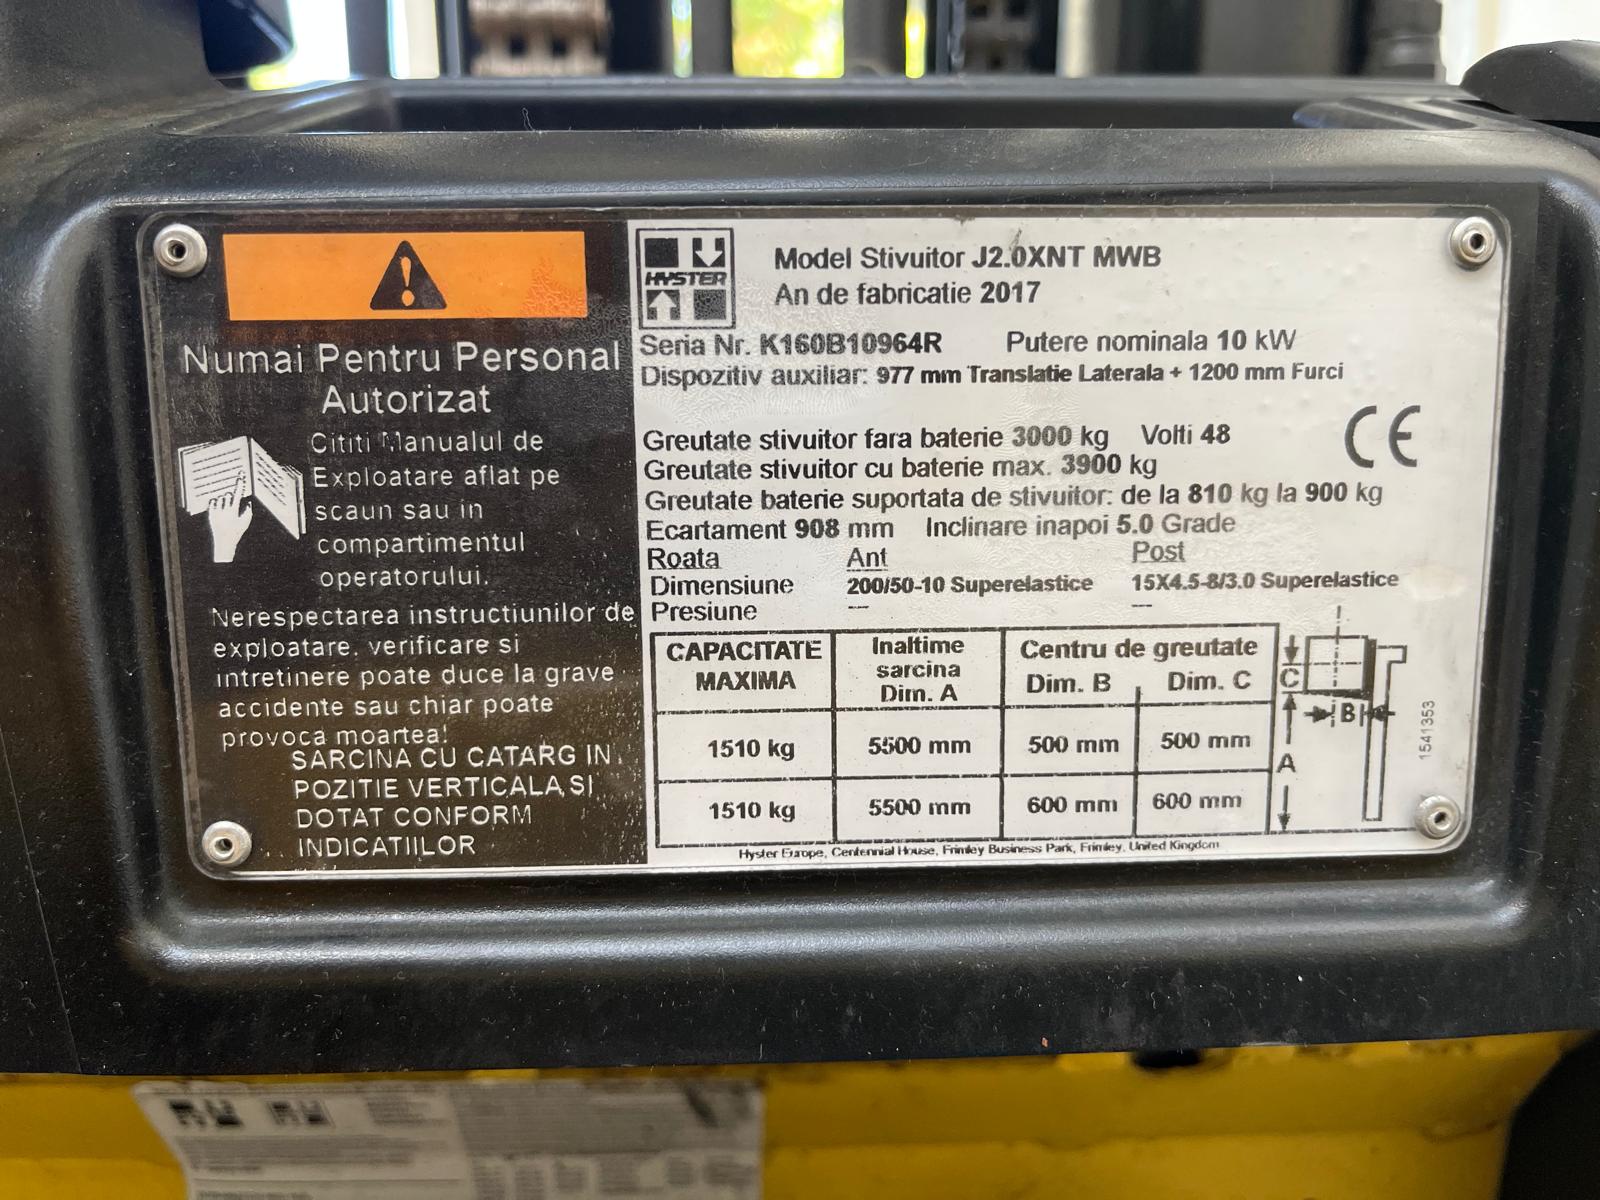 Numai Pentru Personal
Autorizat
Cititi Manualul de
Exploatare aflat pe
scaun sau in
compartimentul
operatorului.
Nerespectarea instructiunilor de
exploatare. verificare si
intretinere poate duce la grave
accidente sau chiar poate
provoca moartea!
SARCINA CU CATARG IN
POZITIE VERTICALA SI
DOTAT CONFORM
INDICATIILOR
HYSTER
Model Stivuitor J2.0XNT MWB
An de fabricatie 2017
Seria Nr. K160B10964R Putere nominala 10 kW
Dispozitiv auxiliar: 977 mm Translatie Laterala + 1200 mm Furci
Greutate stivuitor fara baterie 3000 kg Volti 48
CE
Greutate stivuitor cu baterie max. 3900 kg
Greutate baterie suportata de stivuitor: de la 810 kg la 900 kg
Ecartament 908 mm Inclinare inapoi 5.0 Grade
Roata Ant Post
Dimensiune 200/50-10 Superelastice 15X4.5-8/3.0 Superelastice
Presiune --- ---
CAPACITATE MAXIMA Inaltime sarcina Dim. A Centru de greutate Dim. B Dim. C
1510 kg 5500 mm 500 mm 500 mm
1510 kg 5500 mm 600 mm 600 mm
C
B
A
1541353
Hyster Europe, Centennial House, Frimley Business Park, Frimley, United Kingdom